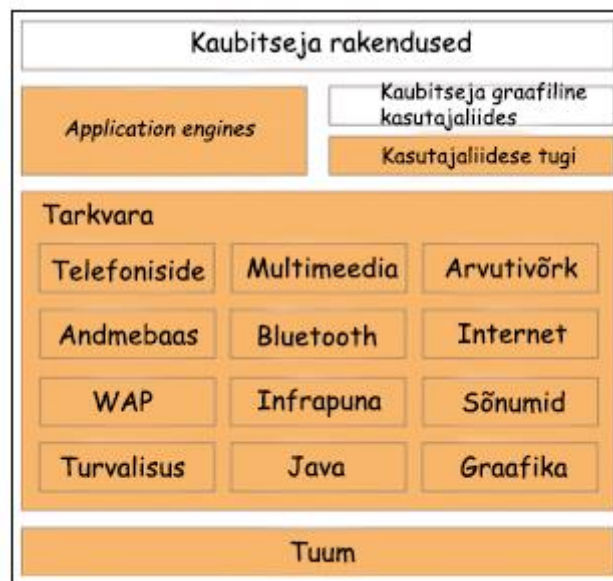 Kaubitseja rakendused
Application engines
Kaubitseja graafiline
kasutajaliides
Kasutajaliidese tugi
Tarkvara
Telefoniside
Multimeedia
Arvutivõrk
Andmebaas
Bluetooth
Internet
WAP
Infrapuna
Sõnumid
Turvalisus
Java
Graafika
Tuum